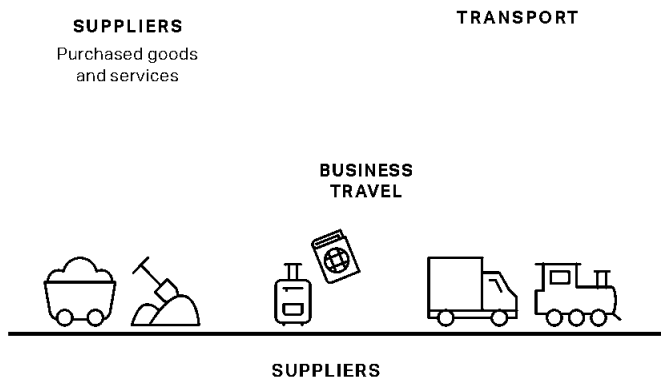 SUPPLIERS
Purchased goods
and services
TRANSPORT
BUSINESS
TRAVEL
SUPPLIERS